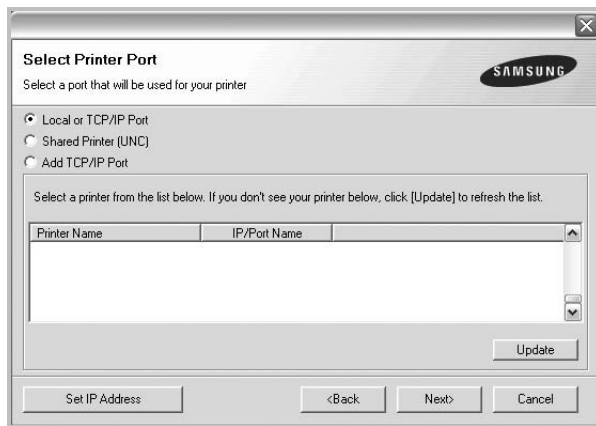 Select Printer Port
Select a port that will be used for your printer
SAMSUNG
Local or TCP/IP Port
Shared Printer (UNC)
Add TCP/IP Port
Select a printer from the list below. If you don't see your printer below, click [Update] to refresh the list.
Printer Name IP/Port Name
Update
Set IP Address <Back Next> Cancel